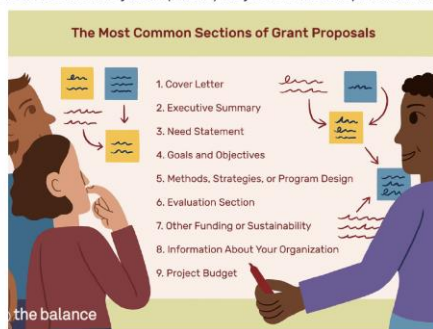 The Most Common Sections of Grant Proposals
1. Cover Letter
2. Executive Summary
3. Need Statement
4. Goals and Objectives
5. Methods, Strategies, or Program Design
6. Evaluation Section
7. Other Funding or Sustainability
8. Information About Your Organization
9. Project Budget
the balance